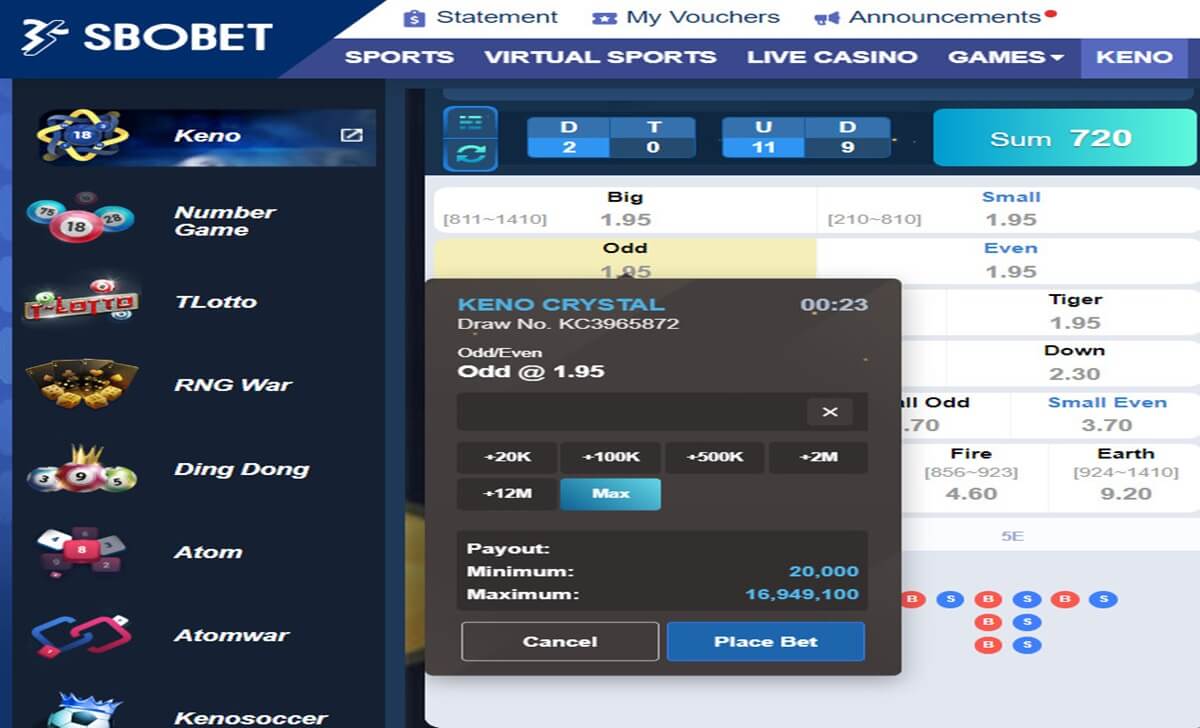 SBOBET
Statement My Vouchers Announcements
SPORTS VIRTUAL SPORTS LIVE CASINO GAMES KENO
18 Keno
75 18 28 Number
Game
T-LOTTO TLotto
RNG War
3 9 5 Ding Dong
8 Atom
Atomwar
Kenosoccer
D T U D
2 0 11 9
Sum 720
Big Small
[811~1410] 1.95 [210~810] 1.95
Odd Even
1.95 1.95
Tiger
1.95
Down
2.30
all Odd Small Even
.70 3.70
Fire Earth
[856~923] [924~1410]
4.60 9.20
5E
B S B S B S
B S
B S
KENO CRYSTAL 00:23
Draw No. KC3965872
Odd/Even
Odd @ 1.95
+20K +100K +500K +2M
+12M Max
Payout:
Minimum: 20,000
Maximum: 16,949,100
Cancel Place Bet